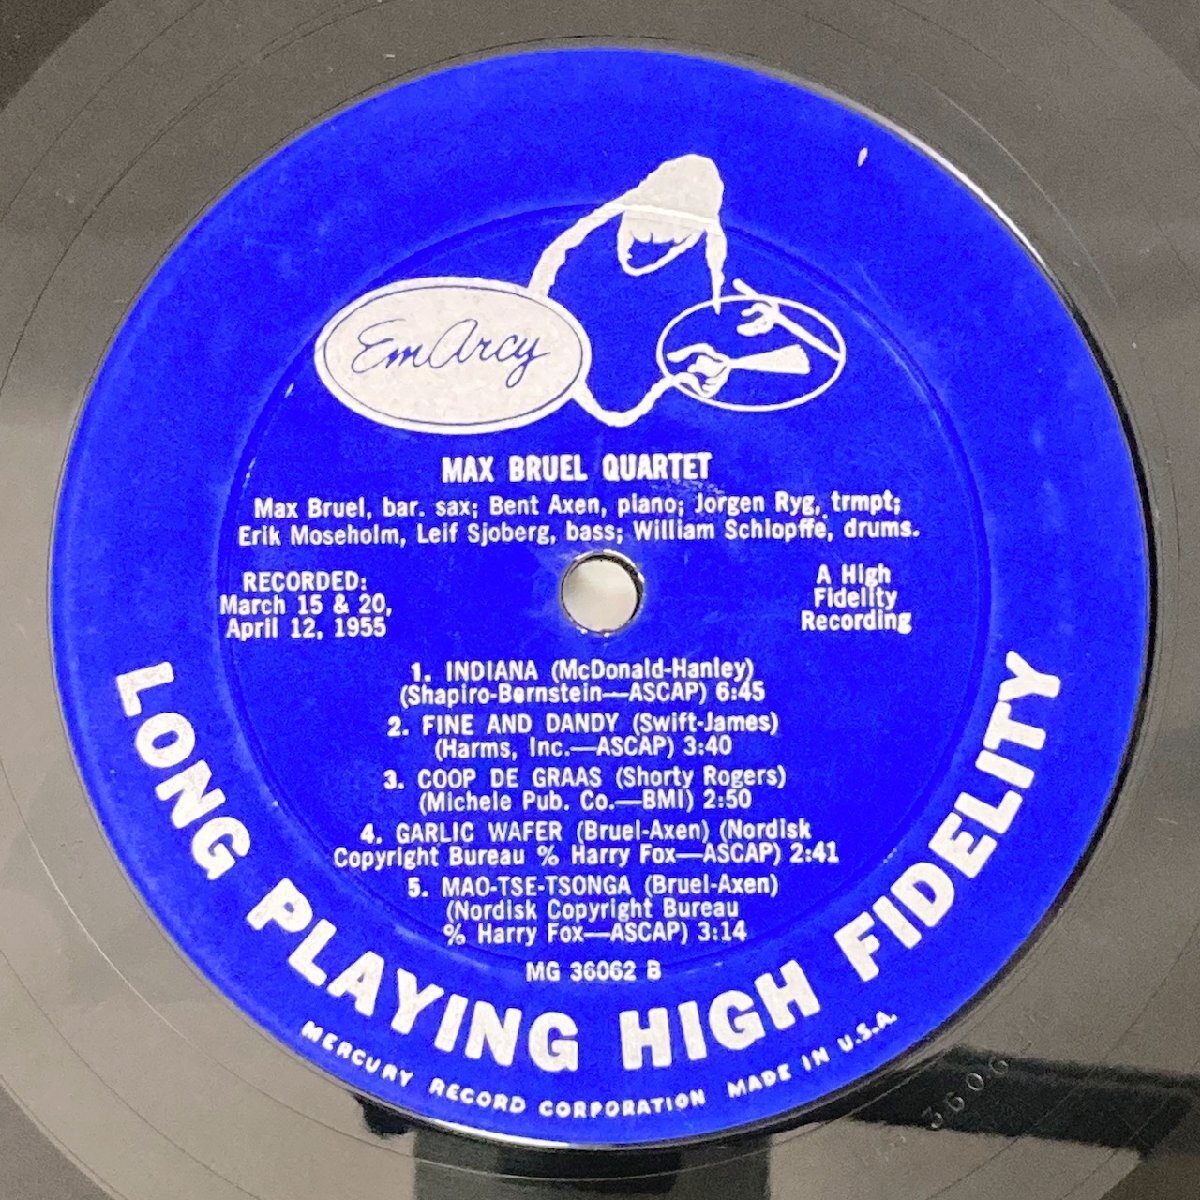 EmArcy
MAX BRUEL QUARTET
Max Bruel, bar. sax; Bent Axen, piano; Jorgen Ryg, trmpt;
Erik Moseholm, Leif Sjoberg, bass; William Schiopffe, drums.
RECORDED:
March 15 & 20,
April 12, 1955
A High
Fidelity
Recording
1. INDIANA (McDonald-Hanley)
(Shapiro-Bernstein—ASCAP) 6:45
2. FINE AND DANDY (Swift-James)
(Harms, Inc.—ASCAP) 3:40
3. COOP DE GRAAS (Shorty Rogers)
(Michele Pub. Co.—BMI) 2:50
4. GARLIC WAFER (Bruel-Axen) (Nordisk
Copyright Bureau % Harry Fox—ASCAP) 2:41
5. MAO-TSE-TSONGA (Bruel-Axen)
(Nordisk Copyright Bureau
% Harry Fox—ASCAP) 3:14
MG 36062 B
LONG PLAYING HIGH FIDELITY
MERCURY RECORD CORPORATION MADE IN U.S.A.